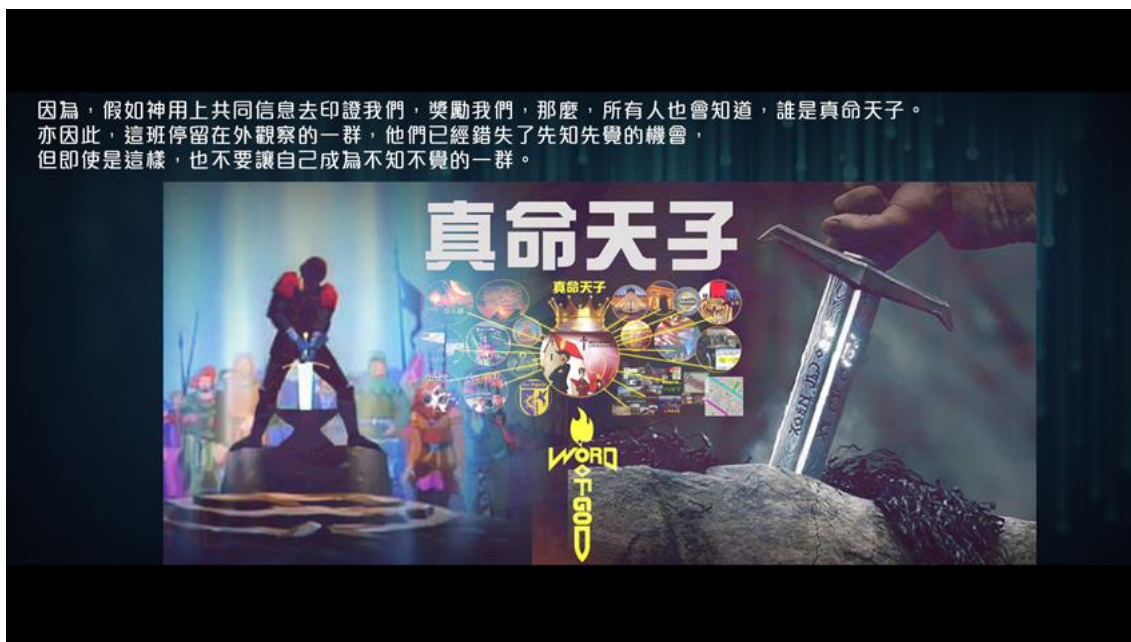 因為，假如神用上共同信息去印證我們，獎勵我們，那麼，所有人也會知道，誰是真命天子。
亦因此，這班停留在外觀察的一群，他們已經錯失了先知先覺的機會，
但即使是這樣，也不要讓自己成為不知不覺的一群。
真命天子
真命天子
WORD
OF GOD